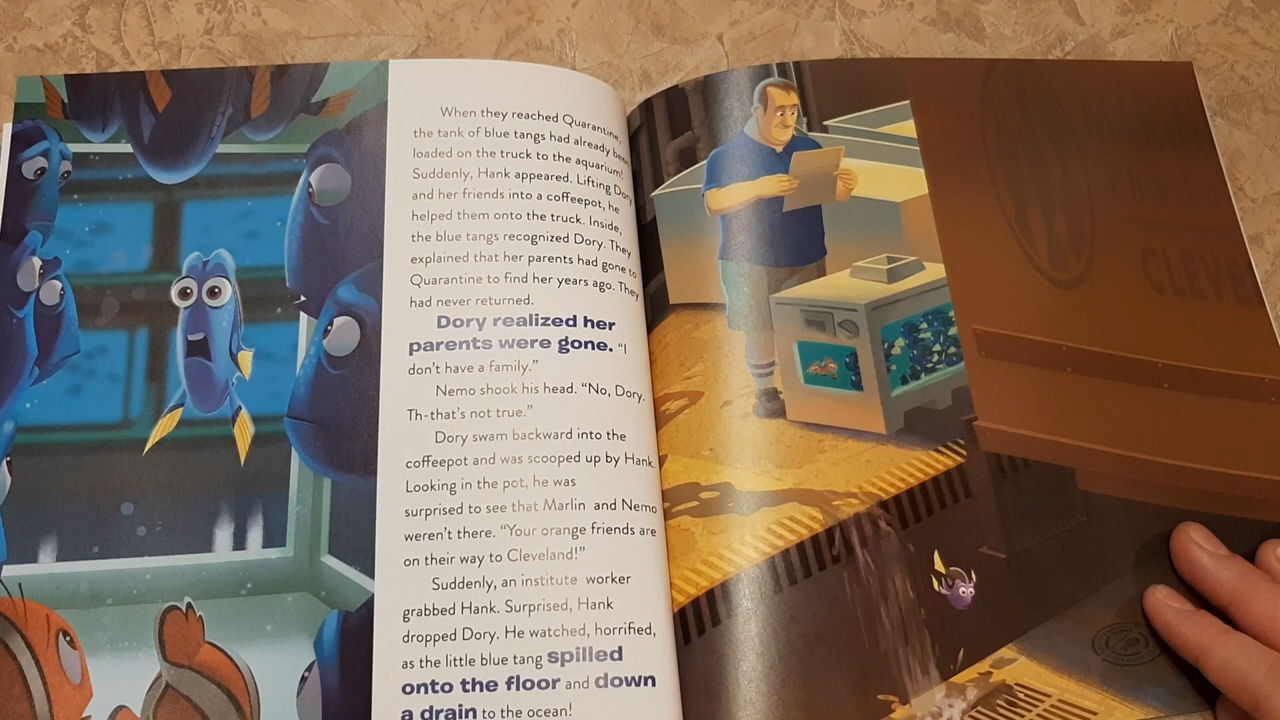 When they reached Quarantine,
the tank of blue tangs had already been
loaded on the truck to the aquarium!
Suddenly, Hank appeared. Lifting Dory
and her friends into a coffeepot, he
helped them onto the truck. Inside,
the blue tangs recognized Dory. They
explained that her parents had gone to
Quarantine to find her years ago. They
had never returned.
Dory realized her
parents were gone. “I
don’t have a family.”
Nemo shook his head. “No, Dory.
Th-that’s not true.”
Dory swam backward into the
coffeepot and was scooped up by Hank.
Looking in the pot, he was
surprised to see that Marlin and Nemo
weren’t there. “Your orange friends are
on their way to Cleveland!”
Suddenly, an institute worker
grabbed Hank. Surprised, Hank
dropped Dory. He watched, horrified,
as the little blue tang spilled
onto the floor and down
a drain to the ocean!
CLEVE